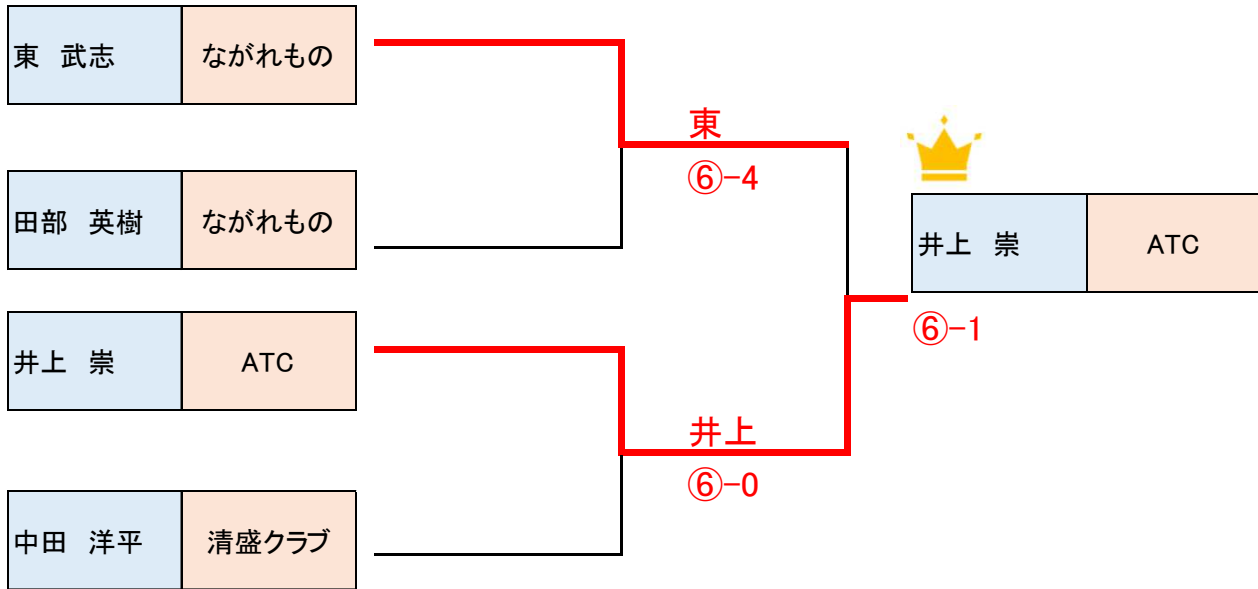 東　武志 ながれもの
田部　英樹 ながれもの
井上　崇 ATC
中田　洋平 清盛クラブ
東
⑥-4
井上
⑥-0
井上　崇 ATC
⑥-1